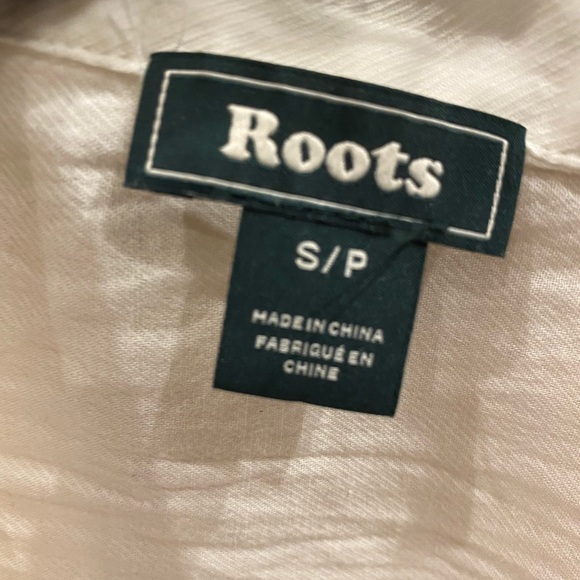 Roots
S/P
MADE IN CHINA
FABRIQUÉ EN
CHINE